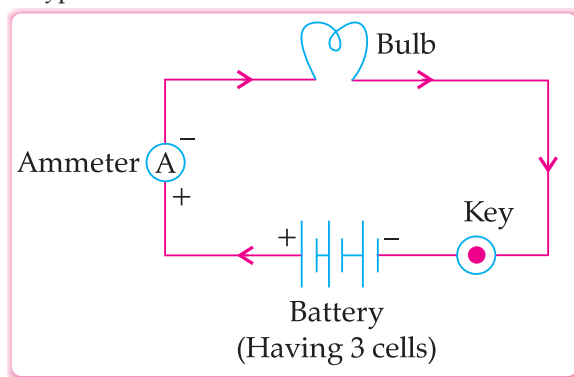 Bulb
Ammeter
A
−
+
Key
+
−
Battery
(Having 3 cells)